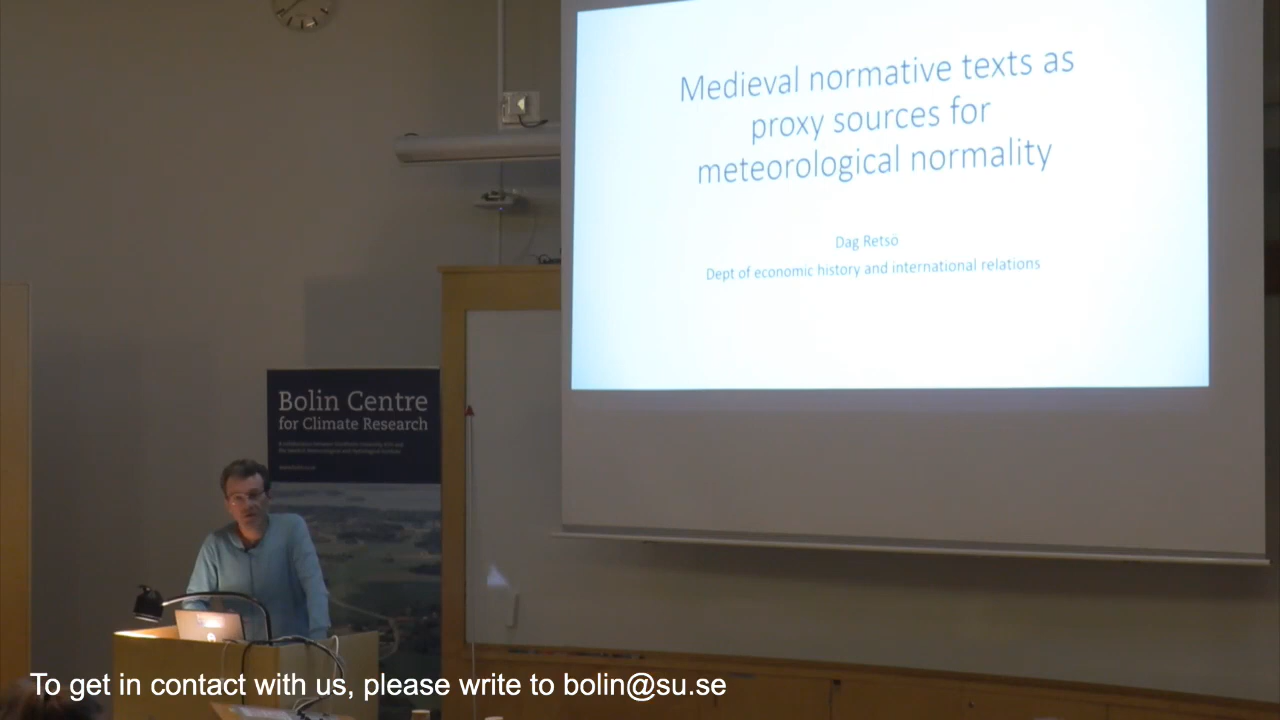 Medieval normative texts as
proxy sources for
meteorological normality
Dag Retsö
Dept of economic history and international relations
Bolin Centre
for Climate Research
To get in contact with us, please write to bolin@su.se